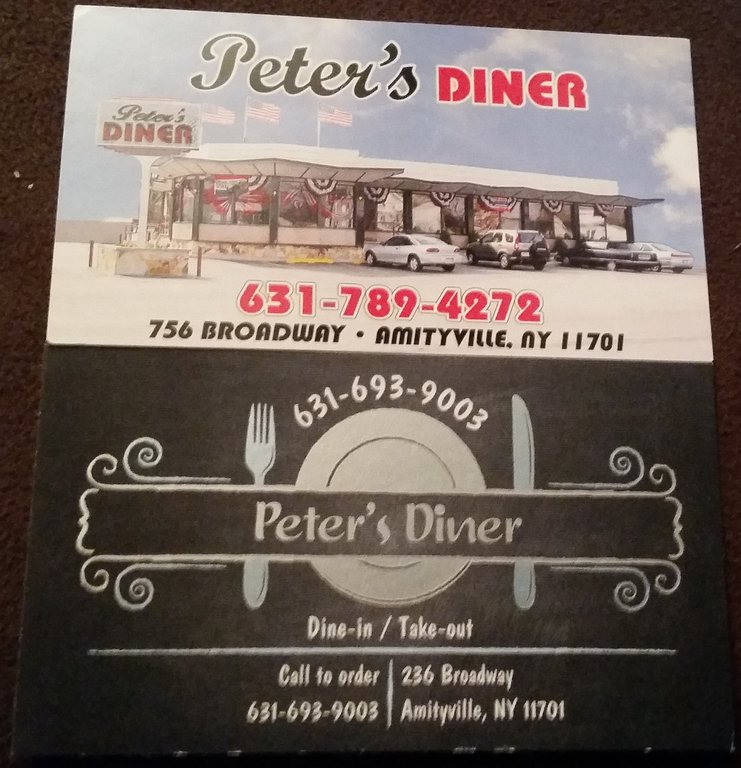 Peter's DINER
Peter's
DINER
631-789-4272
756 BROADWAY • AMITYVILLE, NY 11701
631-693-9003
Peter's Diner
Dine-in / Take-out
Call to order
631-693-9003
236 Broadway
Amityville, NY 11701